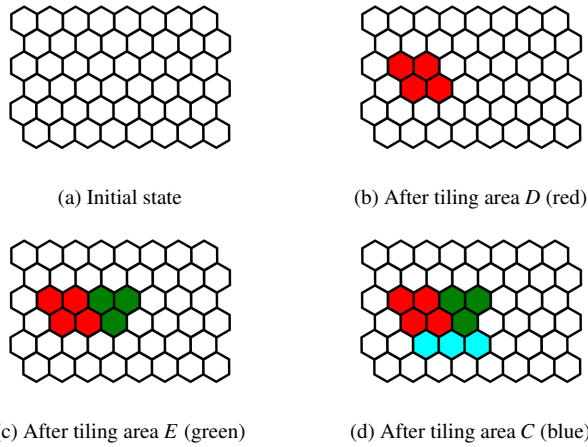 (a) Initial state
(b) After tiling area D (red)
(c) After tiling area E (green)
(d) After tiling area C (blue)